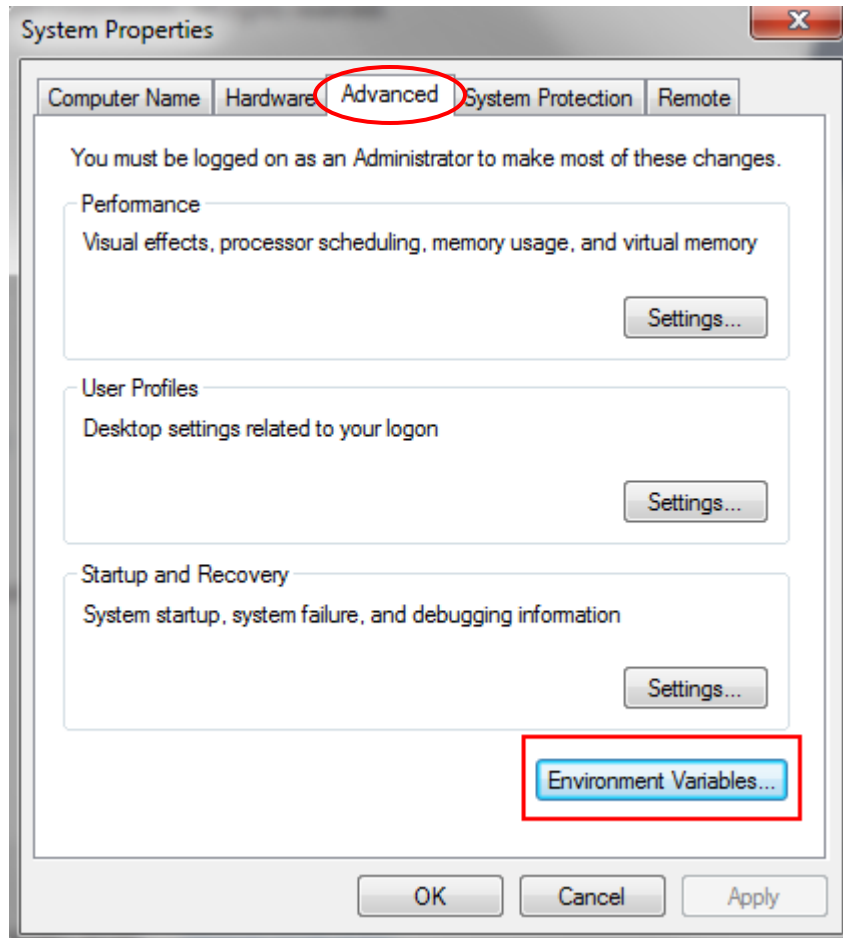 System Properties
Computer Name Hardware Advanced System Protection Remote
You must be logged on as an Administrator to make most of these changes.
Performance
Visual effects, processor scheduling, memory usage, and virtual memory
Settings...
User Profiles
Desktop settings related to your logon
Settings...
Startup and Recovery
System startup, system failure, and debugging information
Settings...
Environment Variables...
OK Cancel Apply